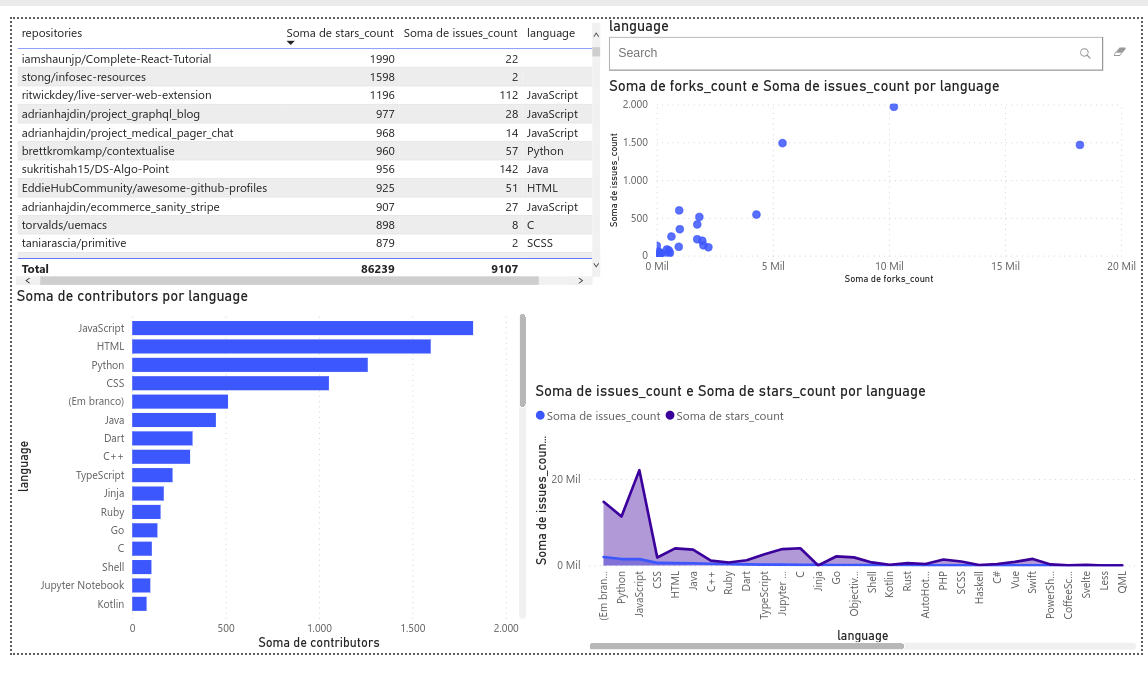 repositories Soma de stars_count Soma de issues_count language
iamshaunjp/Complete-React-Tutorial 1990 22
stong/infosec-resources 1598 2
ritwickdey/live-server-web-extension 1196 112 JavaScript
adrianhajdin/project_graphql_blog 977 28 JavaScript
adrianhajdin/project_medical_pager_chat 968 14 JavaScript
brettkromkamp/contextualise 960 57 Python
sukritishah15/DS-Algo-Point 956 142 Java
EddieHubCommunity/awesome-github-profiles 925 51 HTML
adrianhajdin/ecommerce_sanity_stripe 907 27 JavaScript
torvalds/uemacs 898 8 C
taniarascia/primitive 879 2 SCSS
Total 86239 9107
language
Search
Soma de forks_count e Soma de issues_count por language
Soma de issues_count
2.000
1.500
1.000
500
0
0 Mil 5 Mil 10 Mil 15 Mil 20 Mil
Soma de forks_count
Soma de contributors por language
language
JavaScript
HTML
Python
CSS
(Em branco)
Java
Dart
C++
TypeScript
Jinja
Ruby
Go
C
Shell
Jupyter Notebook
Kotlin
0 500 1.000 1.500 2.000
Soma de contributors
Soma de issues_count e Soma de stars_count por language
Soma de issues_count Soma de stars_count
Soma de issues_coun...
20 Mil
0 Mil
(Em bran...
Python
JavaScript
CSS
HTML
Java
C++
Ruby
Dart
TypeScript
Jupyter ...
C
Jinja
Go
Objectiv...
Shell
Kotlin
Rust
AutoHot...
PHP
SCSS
Haskell
C#
Vue
Swift
PowerSh...
CoffeeSc...
Svelte
Less
QML
language